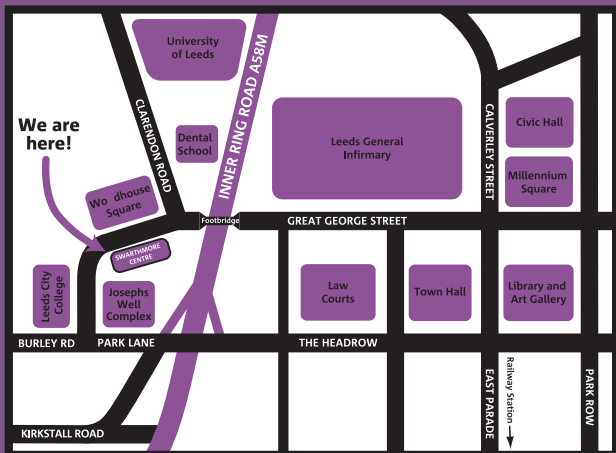 University
of Leeds
INNER RING ROAD A58M
CLARENDON ROAD
CALVERLEY STREET
We are
here!
Dental
School
Leeds General
Infirmary
Civic Hall
Millennium
Square
Wo dhouse
Square
Footbridge
GREAT GEORGE STREET
SWARTHMORE
CENTRE
Leeds City
College
Josephs
Well
Complex
Law
Courts
Town Hall
Library and
Art Gallery
BURLEY RD
PARK LANE
THE HEADROW
EAST PARADE
Railway Station
PARK ROW
KIRKSTALL ROAD